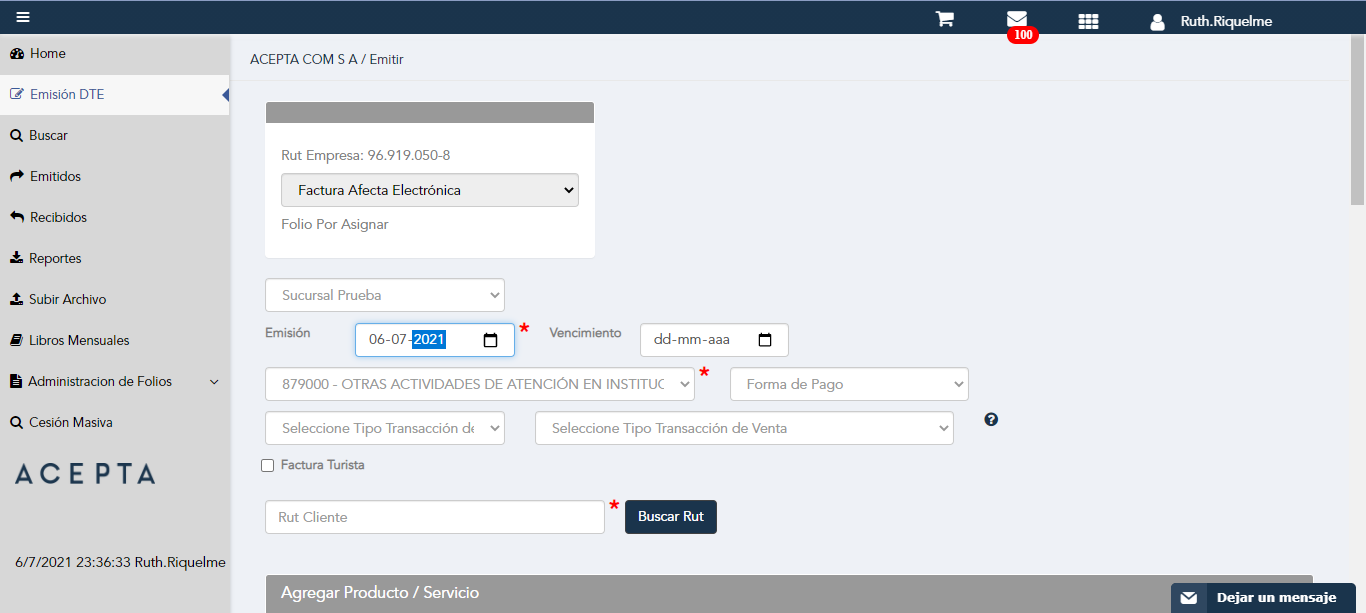 Ruth.Riquelme
100
Home
ACEPTA COM S A / Emitir
Emisión DTE
Buscar
Rut Empresa: 96.919.050-8
Emitidos
Factura Afecta Electrónica
Recibidos
Folio Por Asignar
Reportes
Subir Archivo
Sucursal Prueba
Libros Mensuales
Emisión
06-07-2021
*
Vencimiento
dd-mm-aaa
Administracion de Folios
879000 - OTRAS ACTIVIDADES DE ATENCIÓN EN INSTITUC
*
Forma de Pago
Cesión Masiva
Seleccione Tipo Transacción de
Seleccione Tipo Transacción de Venta
?
ACEPTA
Factura Turista
Rut Cliente
*
Buscar Rut
6/7/2021 23:36:33 Ruth.Riquelme
Agregar Producto / Servicio
Dejar un mensaje